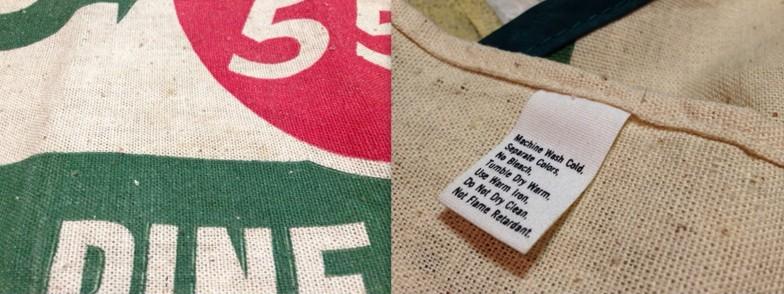 55
PINE
Machine Wash Cold,
Separate Colors,
No Bleach,
Tumble Dry Warm,
Use Warm Iron,
Do Not Dry Clean,
Not Flame Retardant.